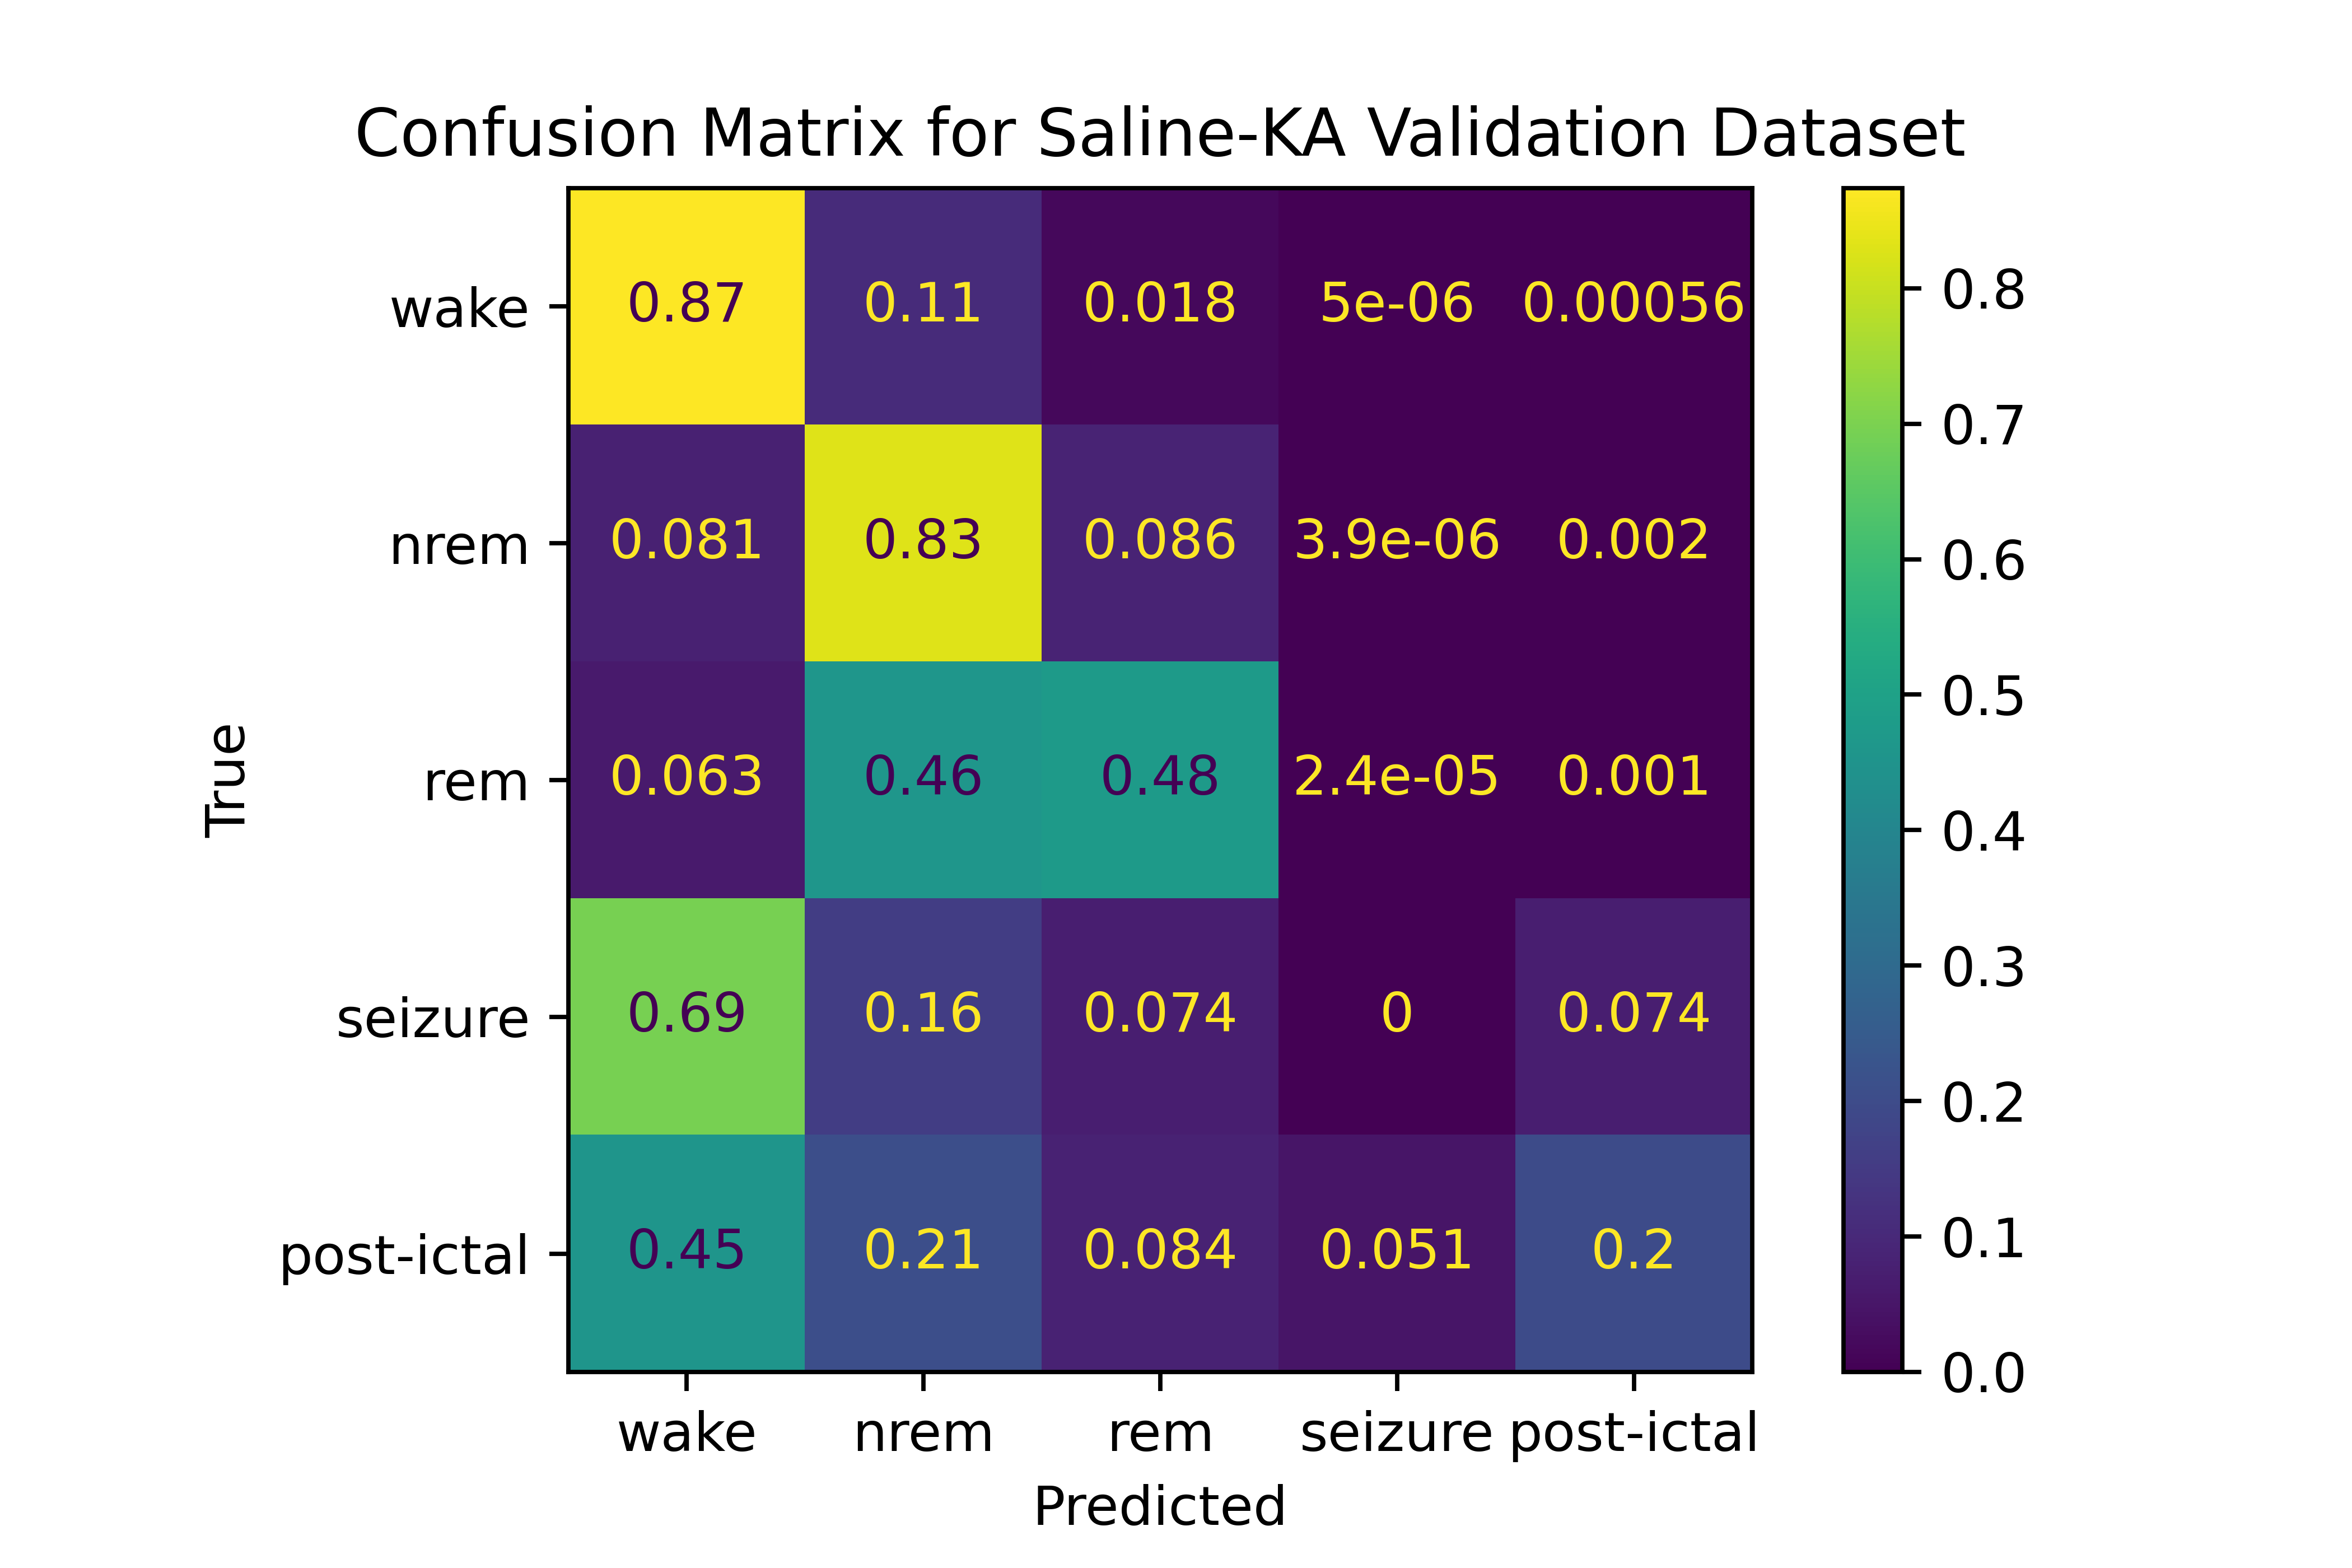 Confusion Matrix for Saline-KA Validation Dataset
wake 0.87 0.11 0.018 5e-06 0.00056
nrem 0.081 0.83 0.086 3.9e-06 0.002
rem 0.063 0.46 0.48 2.4e-05 0.001
seizure 0.69 0.16 0.074 0 0.074
post-ictal 0.45 0.21 0.084 0.051 0.2
True
wake nrem rem seizure post-ictal
Predicted
0.8
0.7
0.6
0.5
0.4
0.3
0.2
0.1
0.0